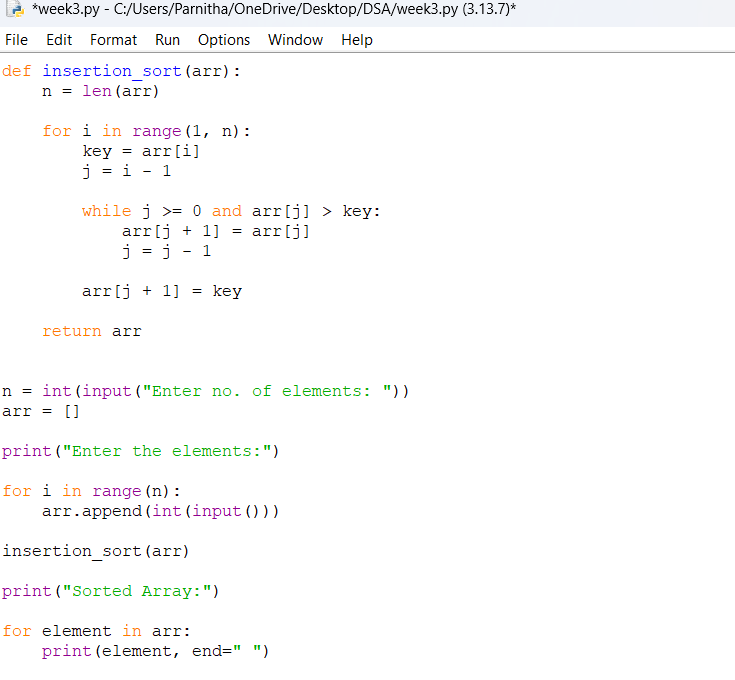 *week3.py - C:/Users/Parnitha/OneDrive/Desktop/DSA/week3.py (3.13.7)*
File Edit Format Run Options Window Help
def insertion_sort(arr):
    n = len(arr)

    for i in range(1, n):
        key = arr[i]
        j = i - 1

        while j >= 0 and arr[j] > key:
            arr[j + 1] = arr[j]
            j = j - 1

        arr[j + 1] = key

    return arr


n = int(input("Enter no. of elements: "))
arr = []

print("Enter the elements:")

for i in range(n):
    arr.append(int(input()))

insertion_sort(arr)

print("Sorted Array:")

for element in arr:
    print(element, end=" ")